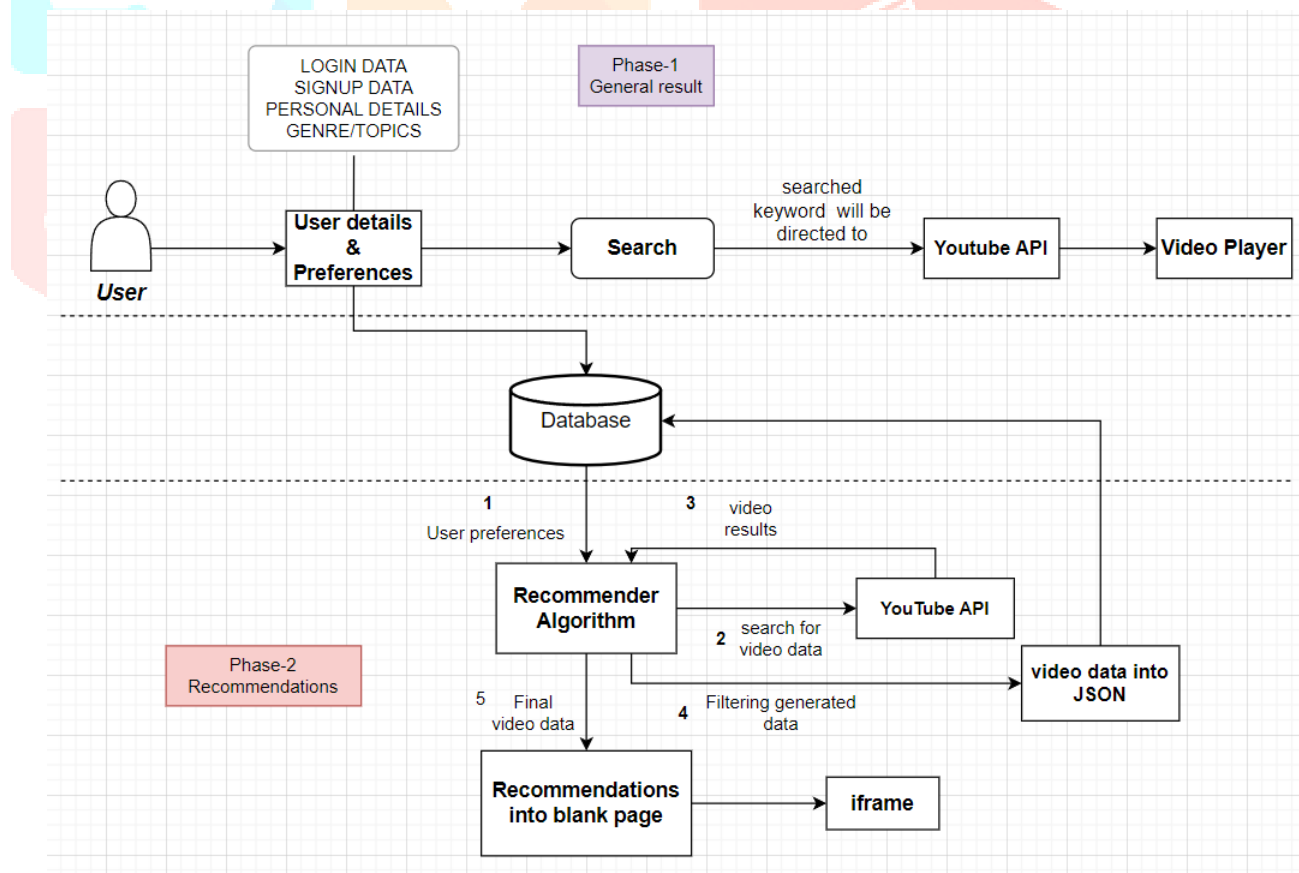 LOGIN DATA
SIGNUP DATA
PERSONAL DETAILS
GENRE/TOPICS
Phase-1
General result
User
User details
&
Preferences
Search
searched
keyword will be
directed to
Youtube API
Video Player
Database
1
User preferences
3
video
results
Recommender
Algorithm
2
search for
video data
YouTube API
Phase-2
Recommendations
video data into
JSON
5
Final
video data
4
Filtering generated
data
Recommendations
into blank page
iframe